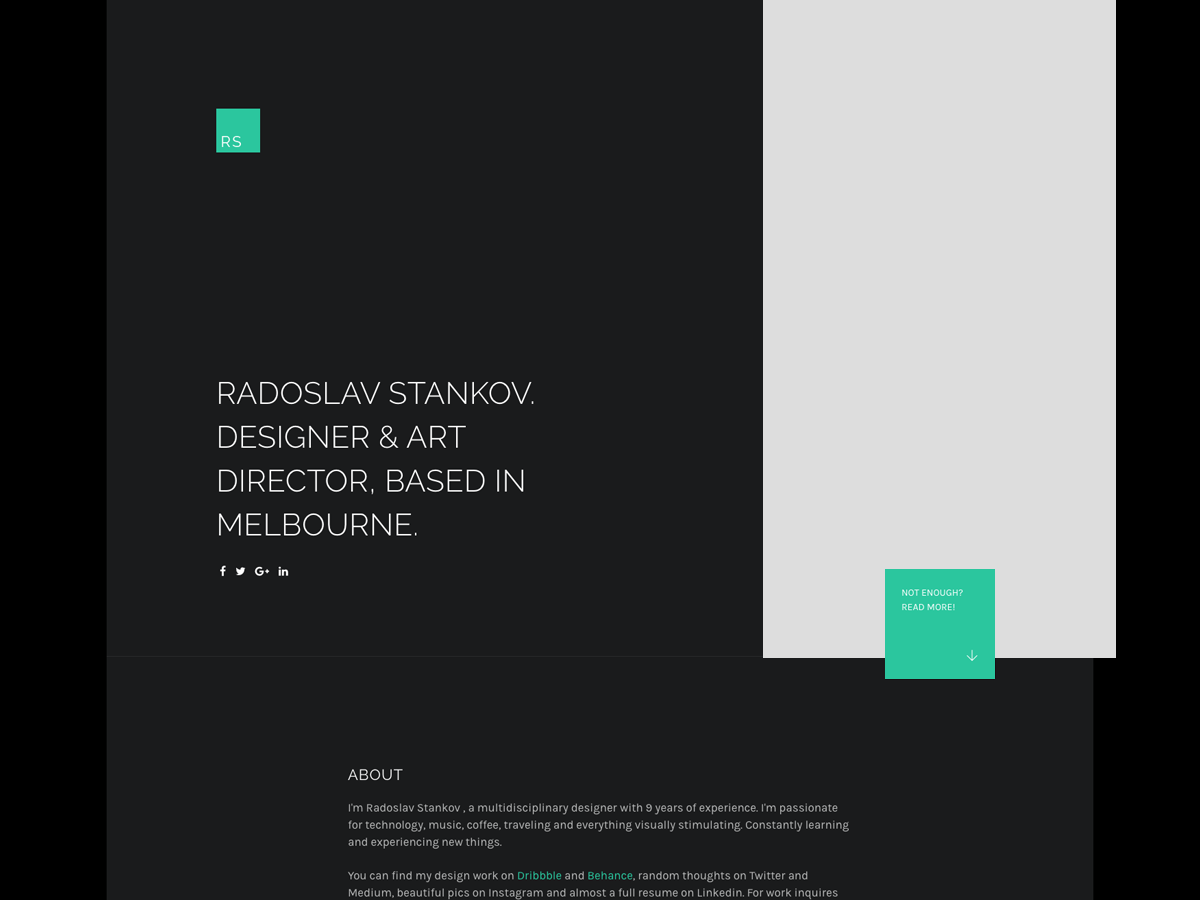 RS
RADOSLAV STANKOV.
DESIGNER & ART
DIRECTOR, BASED IN
MELBOURNE.
NOT ENOUGH?
READ MORE!
ABOUT
I'm Radoslav Stankov , a multidisciplinary designer with 9 years of experience. I'm passionate
for technology, music, coffee, traveling and everything visually stimulating. Constantly learning
and experiencing new things.
You can find my design work on Dribbble and Behance, random thoughts on Twitter and
Medium, beautiful pics on Instagram and almost a full resume on Linkedin. For work inquires